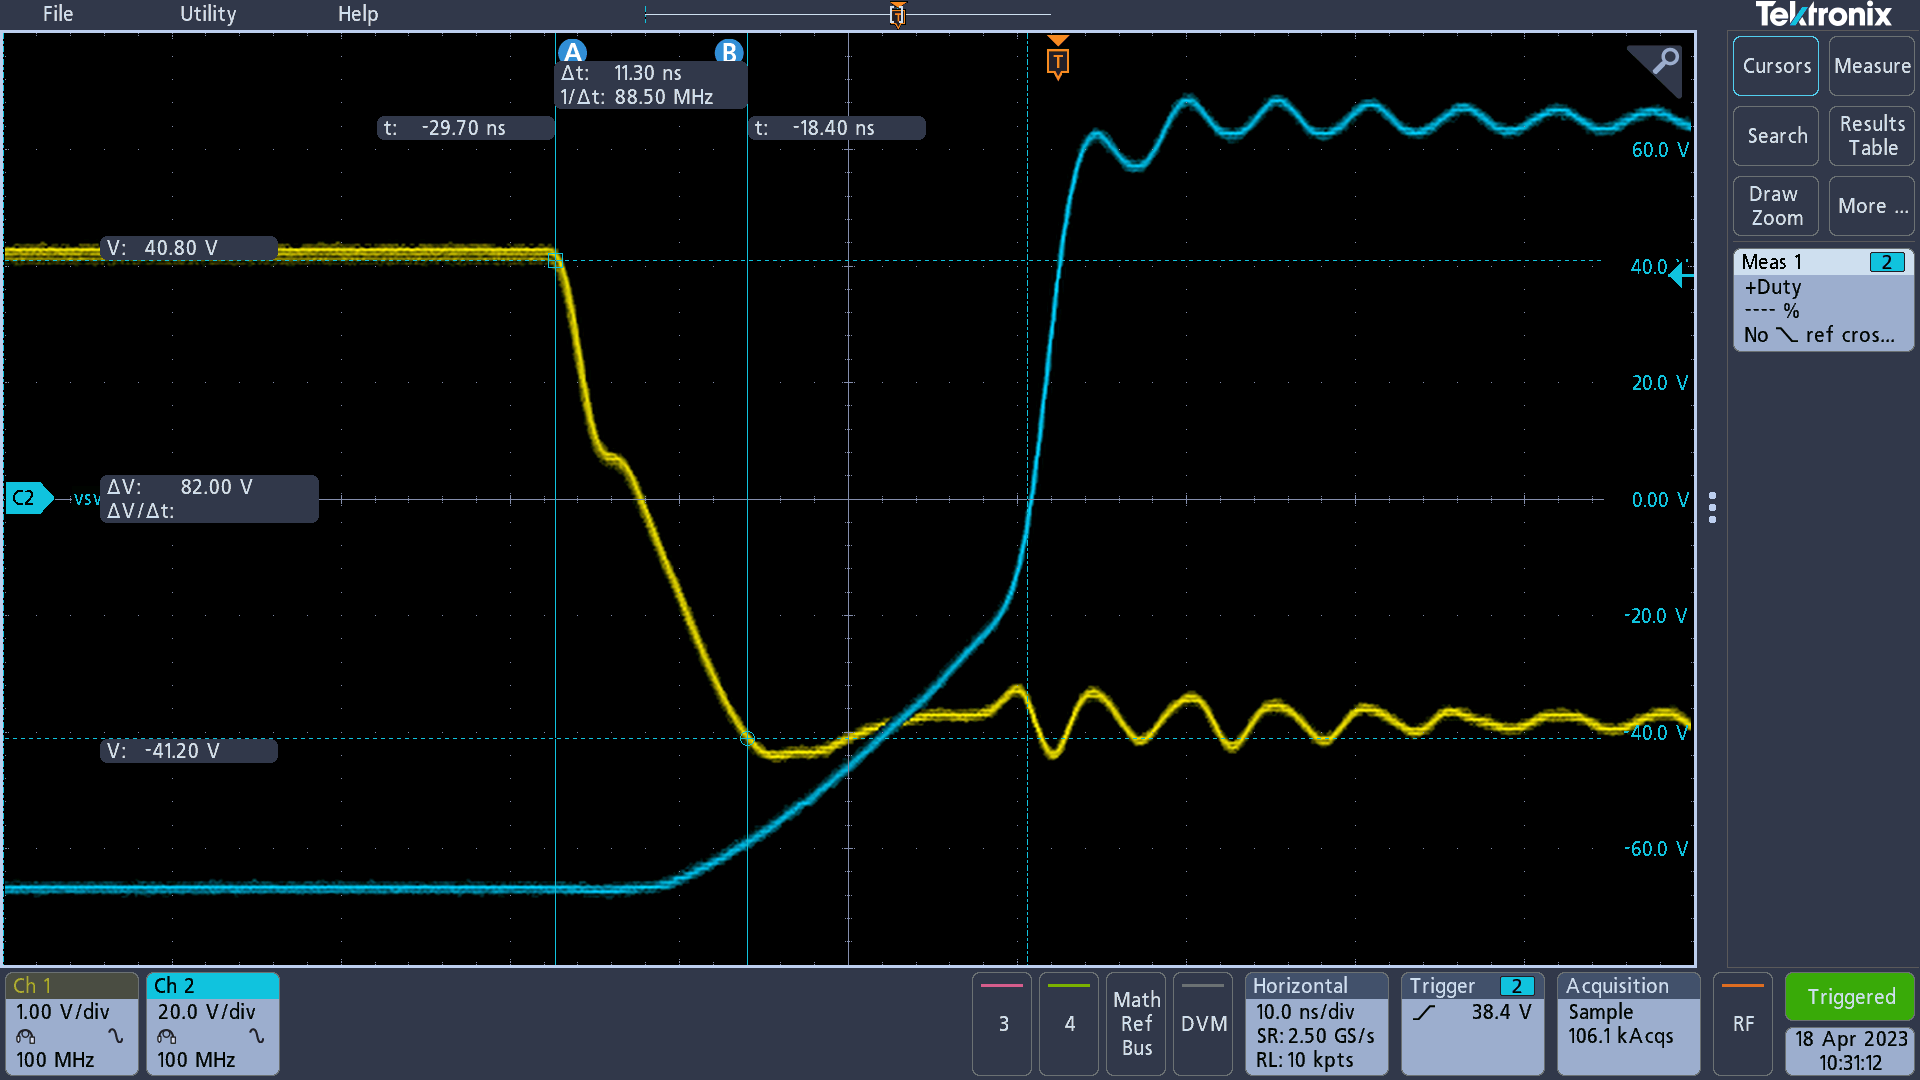 File Utility Help
Tektronix
A B
Δt: 11.30 ns
1/Δt: 88.50 MHz
t: -29.70 ns t: -18.40 ns
T
V: 40.80 V
C2
ΔV: 82.00 V
ΔV/Δt:
V: -41.20 V
60.0 V
40.0
20.0 V
0.00 V
-20.0 V
-40.0 V
-60.0 V
Cursors Measure
Search Results
Table
Draw
Zoom More ...
Meas 1 2
+Duty
---- %
No ref cros...
Ch 1
1.00 V/div
100 MHz
Ch 2
20.0 V/div
100 MHz
3
4
Math
Ref
Bus
DVM
Horizontal
10.0 ns/div
SR: 2.50 GS/s
RL: 10 kpts
Trigger 2
38.4 V
Acquisition
Sample
106.1 kAcqs
RF
Triggered
18 Apr 2023
10:31:12